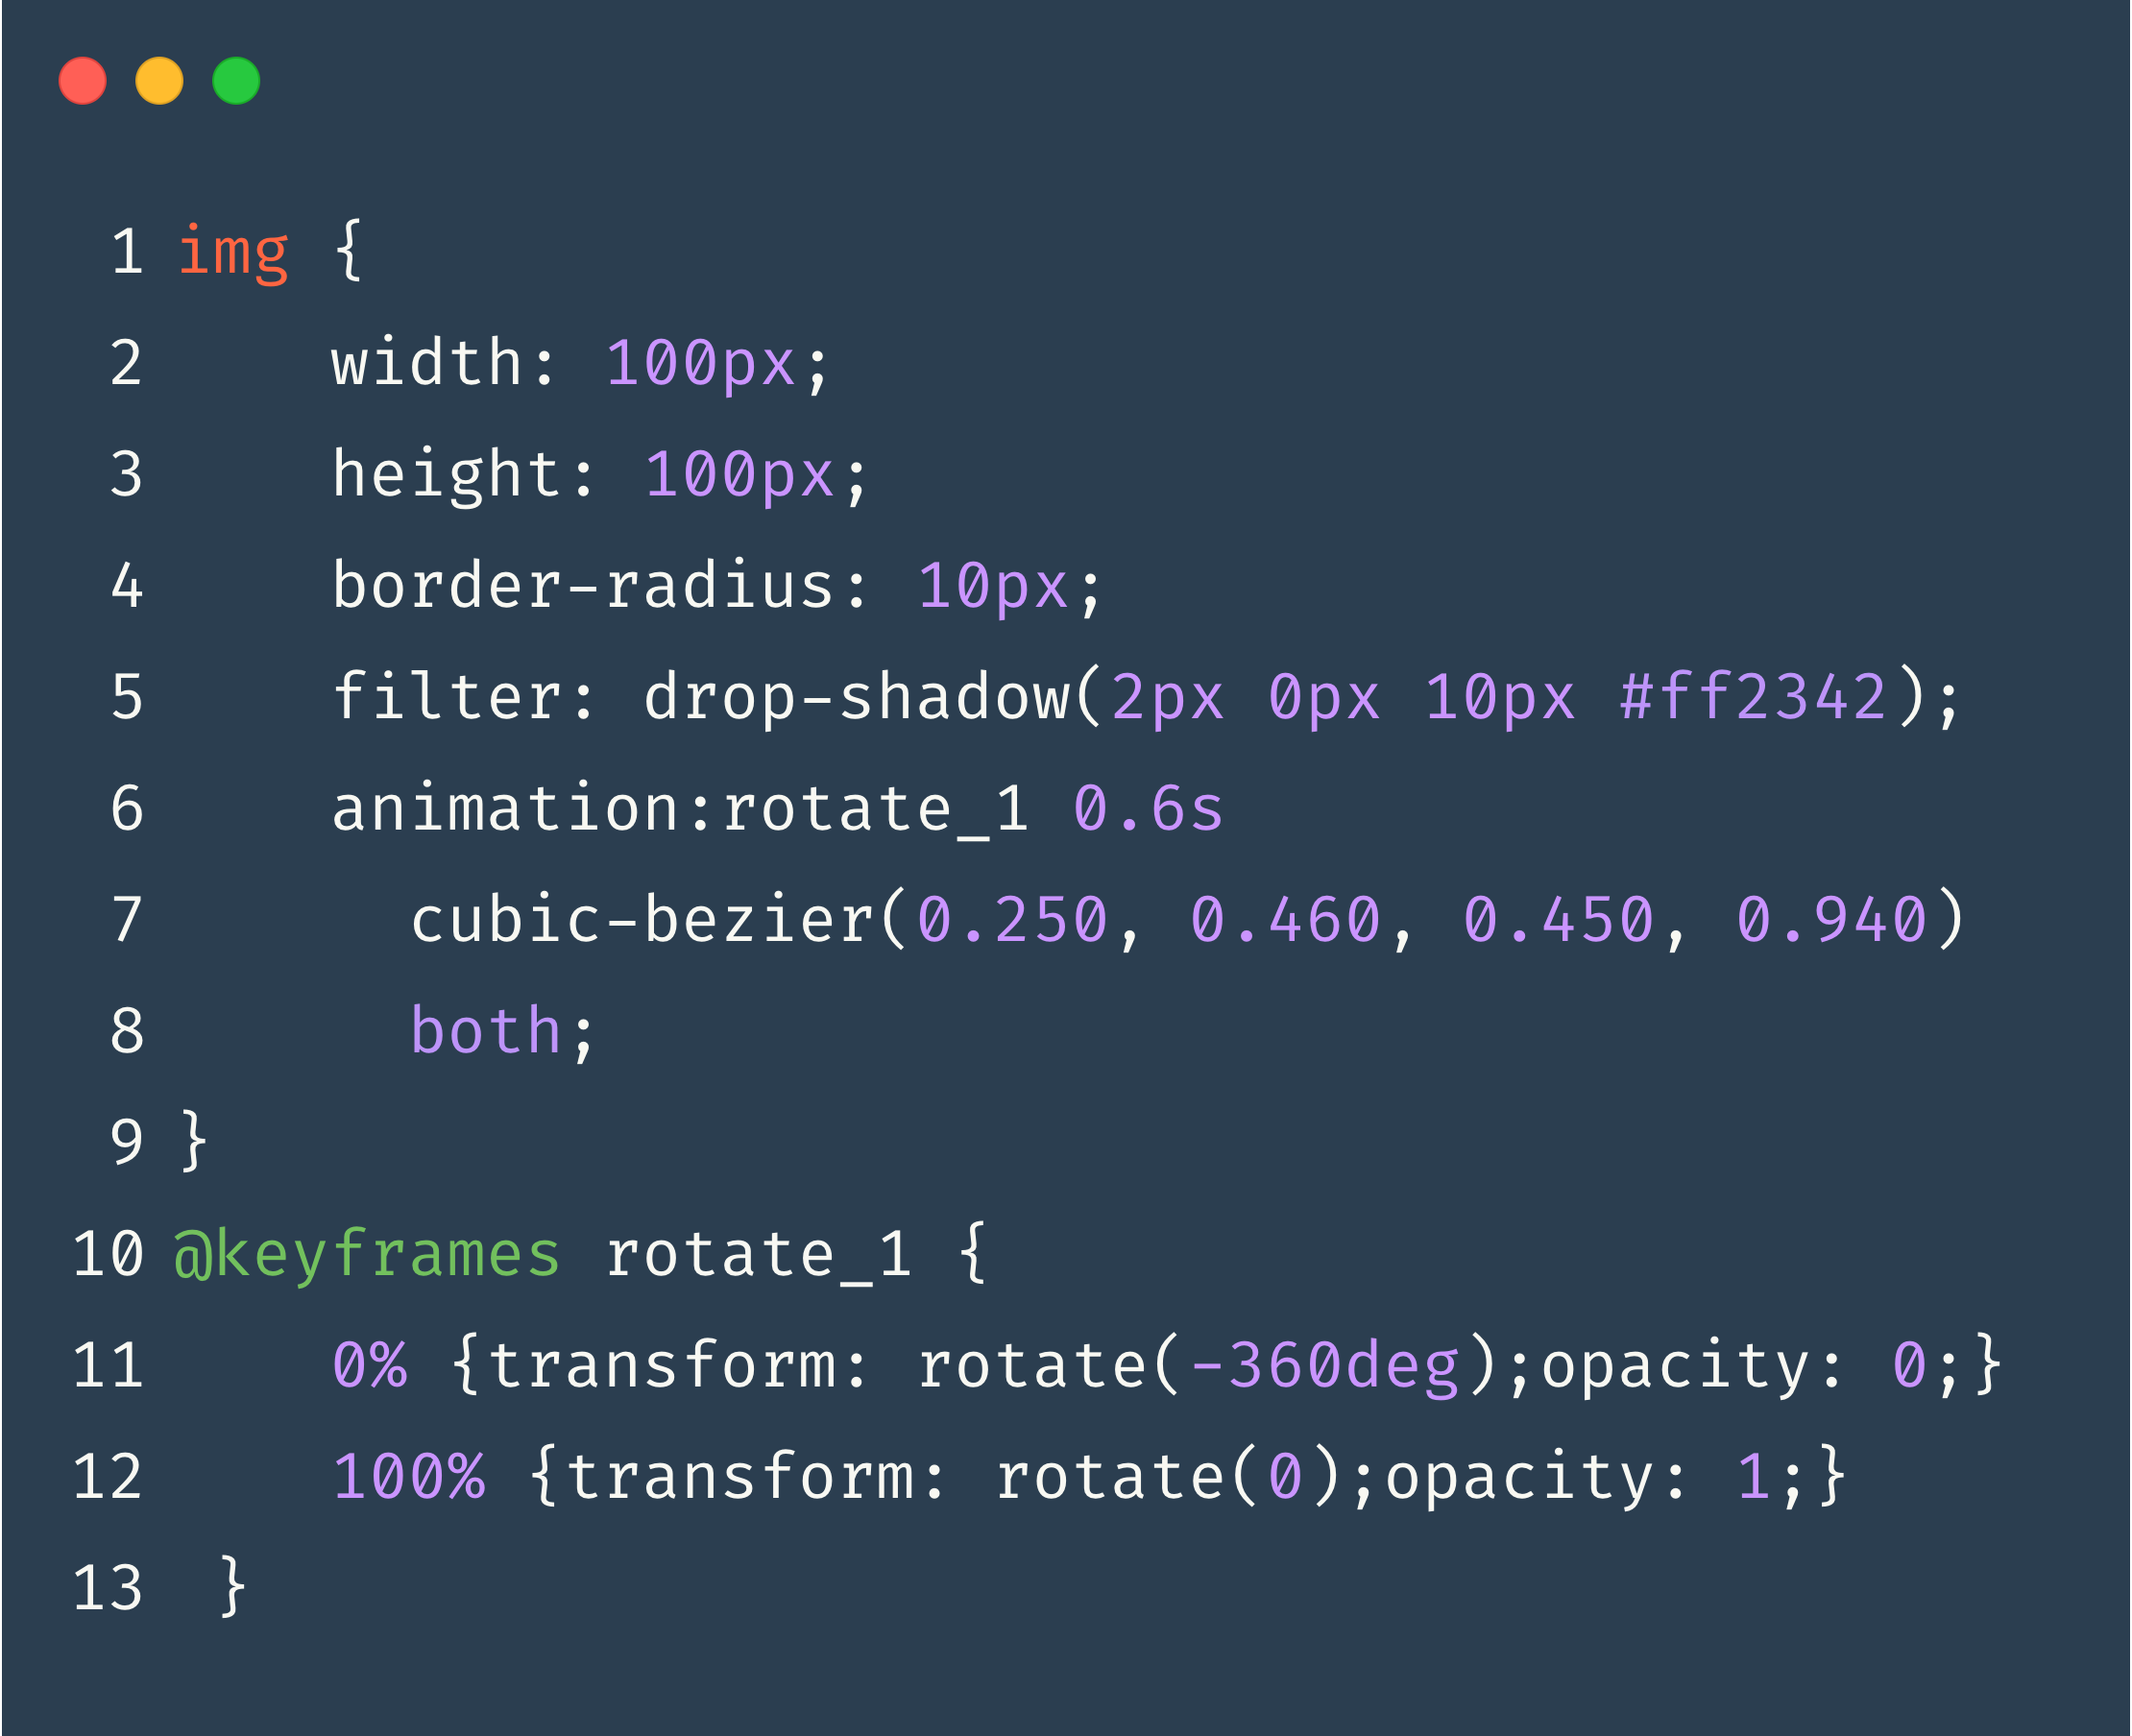 1 img {
2     width: 100px;
3     height: 100px;
4     border-radius: 10px;
5     filter: drop-shadow(2px 0px 10px #ff2342);
6     animation:rotate_1 0.6s
7       cubic-bezier(0.250, 0.460, 0.450, 0.940)
8       both;
9 }
10 @keyframes rotate_1 {
11     0% {transform: rotate(-360deg);opacity: 0;}
12     100% {transform: rotate(0);opacity: 1;}
13  }